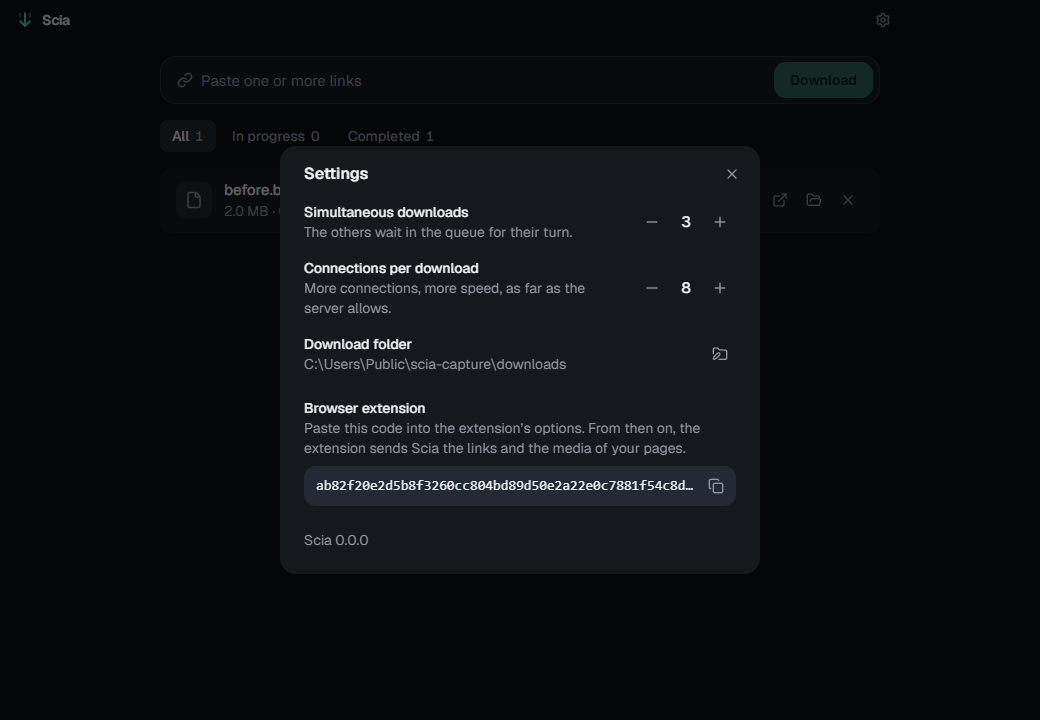 Scia
Paste one or more links
Download
All 1
In progress 0
Completed 1
before.b
2.0 MB ·
Settings
Simultaneous downloads
The others wait in the queue for their turn.
3
Connections per download
More connections, more speed, as far as the
server allows.
8
Download folder
C:\Users\Public\scia-capture\downloads
Browser extension
Paste this code into the extension's options. From then on, the
extension sends Scia the links and the media of your pages.
ab82f20e2d5b8f3260cc804bd89d50e2a22e0c7881f54c8d…
Scia 0.0.0